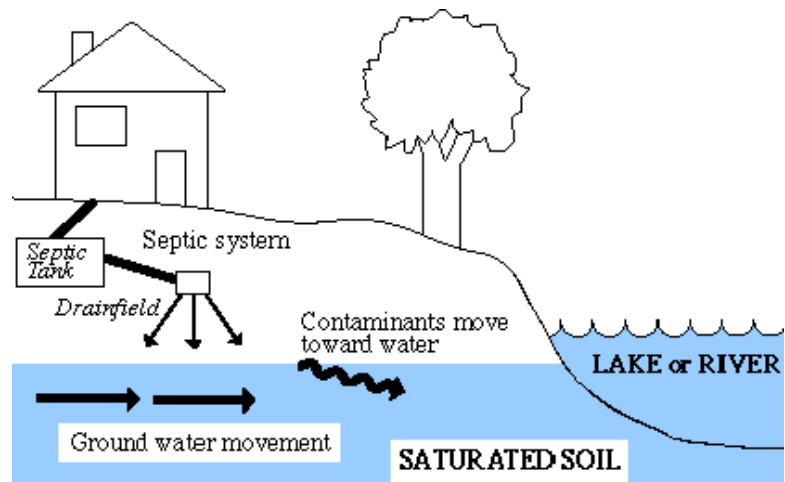 Septic system
Septic
Tank
Drainfield
Contaminants move
toward water
LAKE or RIVER
Ground water movement
SATURATED SOIL